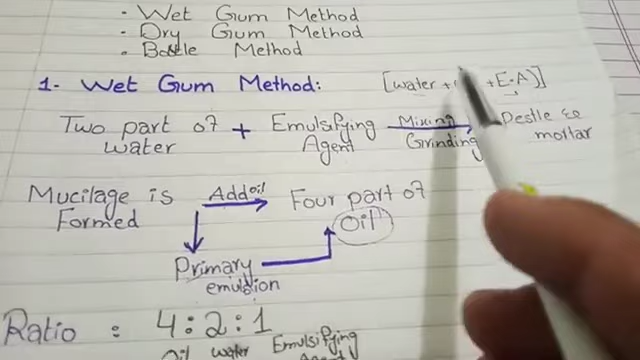 - Wet Gum Method
- Dry Gum Method
- Bottle Method
1. Wet Gum Method: [water + + E.A)]
Two part of water + Emulsifying Agent Mixing Grinding Pestle & mortar
Mucilage is Formed Add oil Four part of Oil
Primary emulsion
Ratio : 4:2:1
Oil water Emulsifying